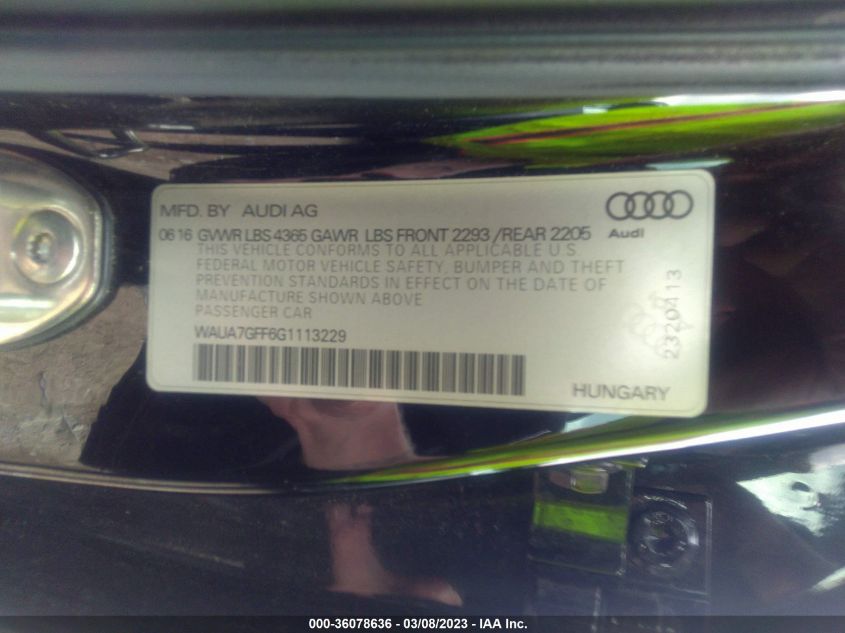 MFD. BY AUDI AG
Audi
06 16 GVWR LBS 4365 GAWR LBS FRONT 2293 /REAR 2205
THIS VEHICLE CONFORMS TO ALL APPLICABLE U.S.
FEDERAL MOTOR VEHICLE SAFETY, BUMPER AND THEFT
PREVENTION STANDARDS IN EFFECT ON THE DATE OF
MANUFACTURE SHOWN ABOVE
PASSENGER CAR
WAUA7GFF6G1113229
2320413
HUNGARY
000-36078636 - 03/08/2023 - IAA Inc.